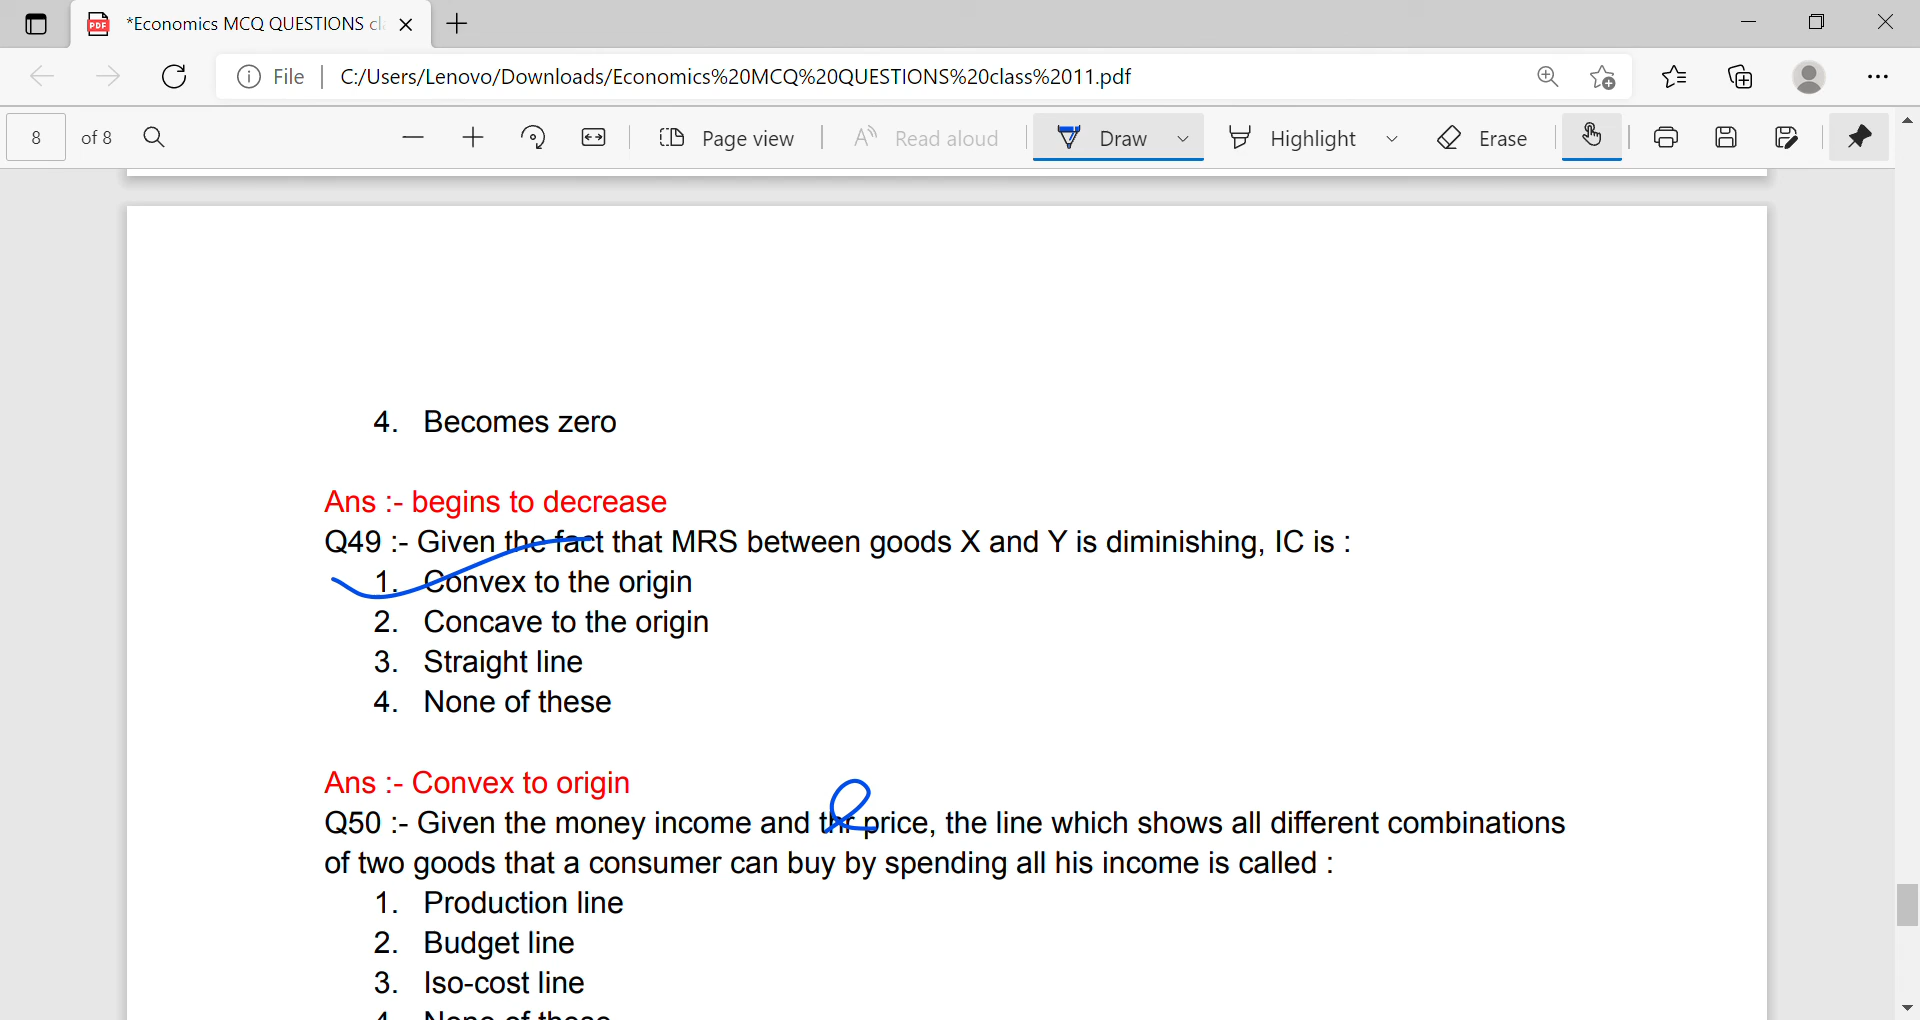 *Economics MCQ QUESTIONS cl
File
C:/Users/Lenovo/Downloads/Economics%20MCQ%20QUESTIONS%20class%2011.pdf
8 of 8
Page view
Read aloud
Draw
Highlight
Erase
4. Becomes zero
Ans :- begins to decrease
Q49 :- Given the fact that MRS between goods X and Y is diminishing, IC is :
1. Convex to the origin
2. Concave to the origin
3. Straight line
4. None of these
Ans :- Convex to origin
Q50 :- Given the money income and thr price, the line which shows all different combinations
of two goods that a consumer can buy by spending all his income is called :
1. Production line
2. Budget line
3. Iso-cost line
4. None of these